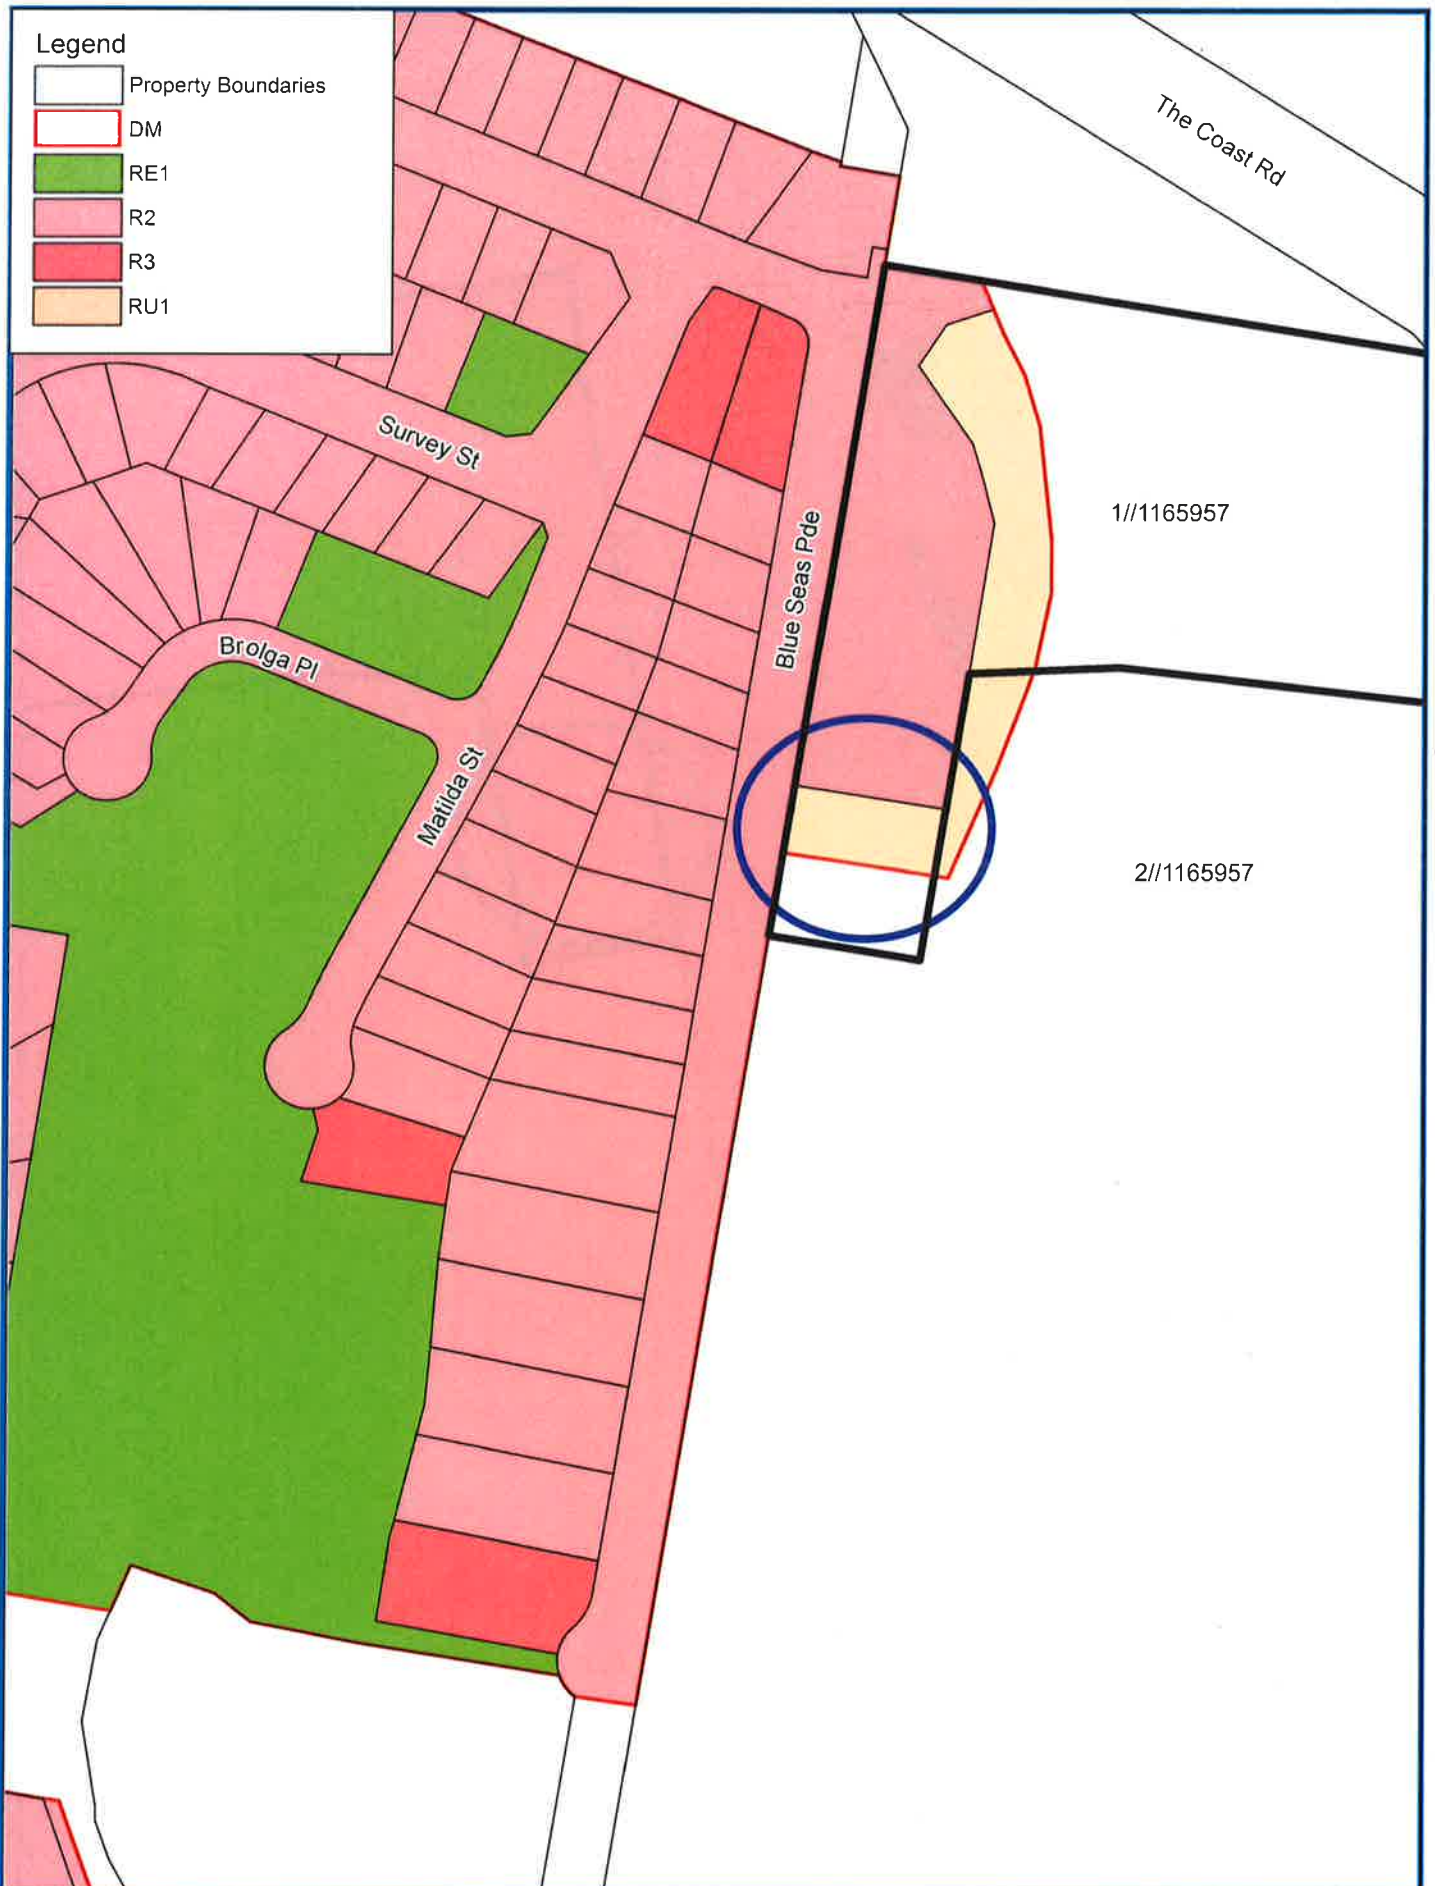 Legend
Property Boundaries
DM
RE1
R2
R3
RU1
The Coast Rd
Survey St
1//1165957
Blue Seas Pde
Brolga Pl
Matilda St
2//1165957